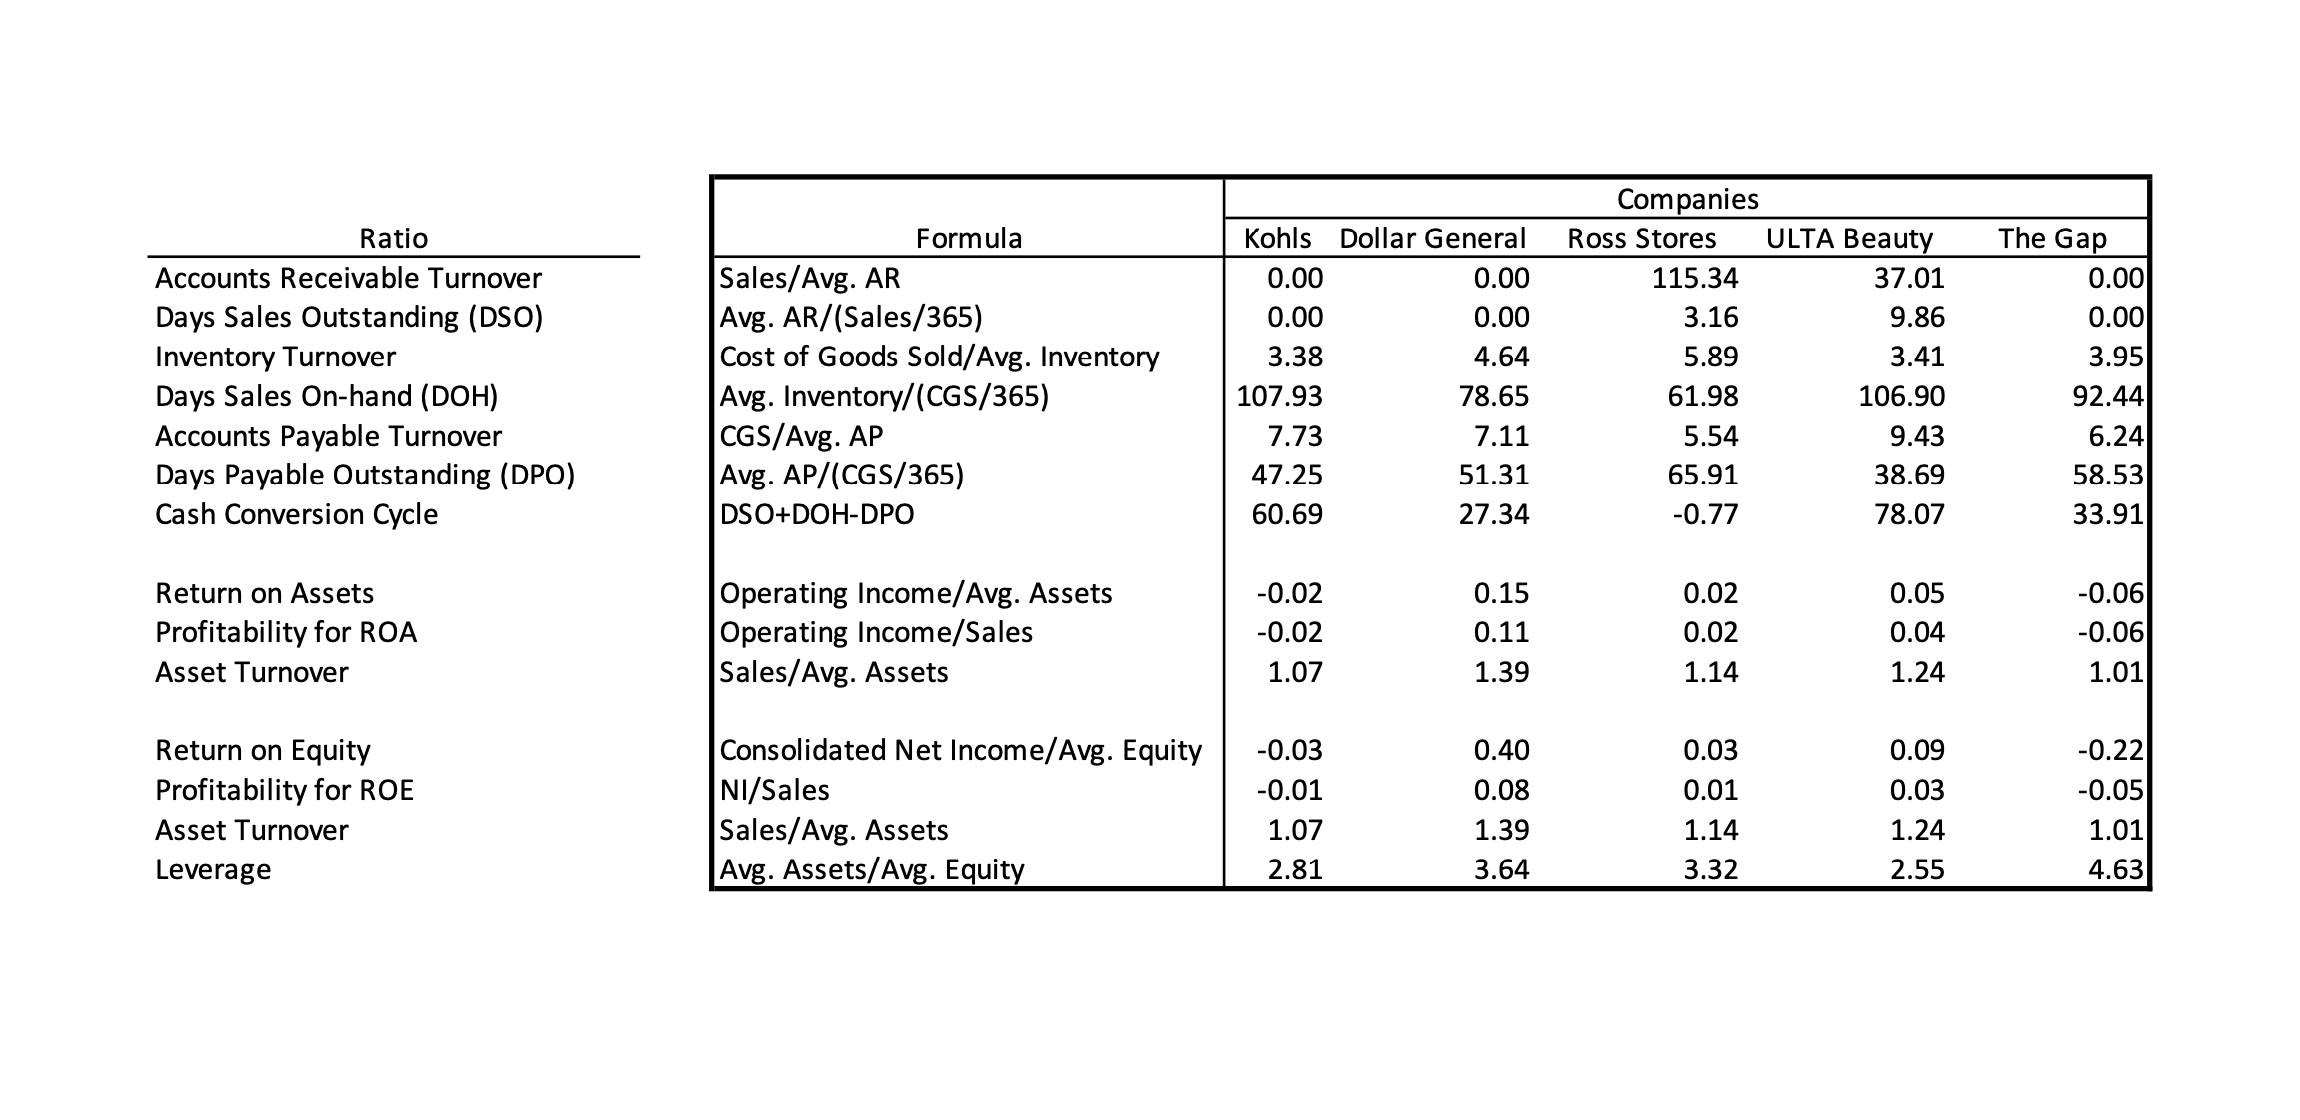 Companies
Ratio Formula Kohls Dollar General Ross Stores ULTA Beauty The Gap
Accounts Receivable Turnover Sales/Avg. AR 0.00 0.00 115.34 37.01 0.00
Days Sales Outstanding (DSO) Avg. AR/(Sales/365) 0.00 0.00 3.16 9.86 0.00
Inventory Turnover Cost of Goods Sold/Avg. Inventory 3.38 4.64 5.89 3.41 3.95
Days Sales On-hand (DOH) Avg. Inventory/(CGS/365) 107.93 78.65 61.98 106.90 92.44
Accounts Payable Turnover CGS/Avg. AP 7.73 7.11 5.54 9.43 6.24
Days Payable Outstanding (DPO) Avg. AP/(CGS/365) 47.25 51.31 65.91 38.69 58.53
Cash Conversion Cycle DSO+DOH-DPO 60.69 27.34 -0.77 78.07 33.91
Return on Assets Operating Income/Avg. Assets -0.02 0.15 0.02 0.05 -0.06
Profitability for ROA Operating Income/Sales -0.02 0.11 0.02 0.04 -0.06
Asset Turnover Sales/Avg. Assets 1.07 1.39 1.14 1.24 1.01
Return on Equity Consolidated Net Income/Avg. Equity -0.03 0.40 0.03 0.09 -0.22
Profitability for ROE NI/Sales -0.01 0.08 0.01 0.03 -0.05
Asset Turnover Sales/Avg. Assets 1.07 1.39 1.14 1.24 1.01
Leverage Avg. Assets/Avg. Equity 2.81 3.64 3.32 2.55 4.63